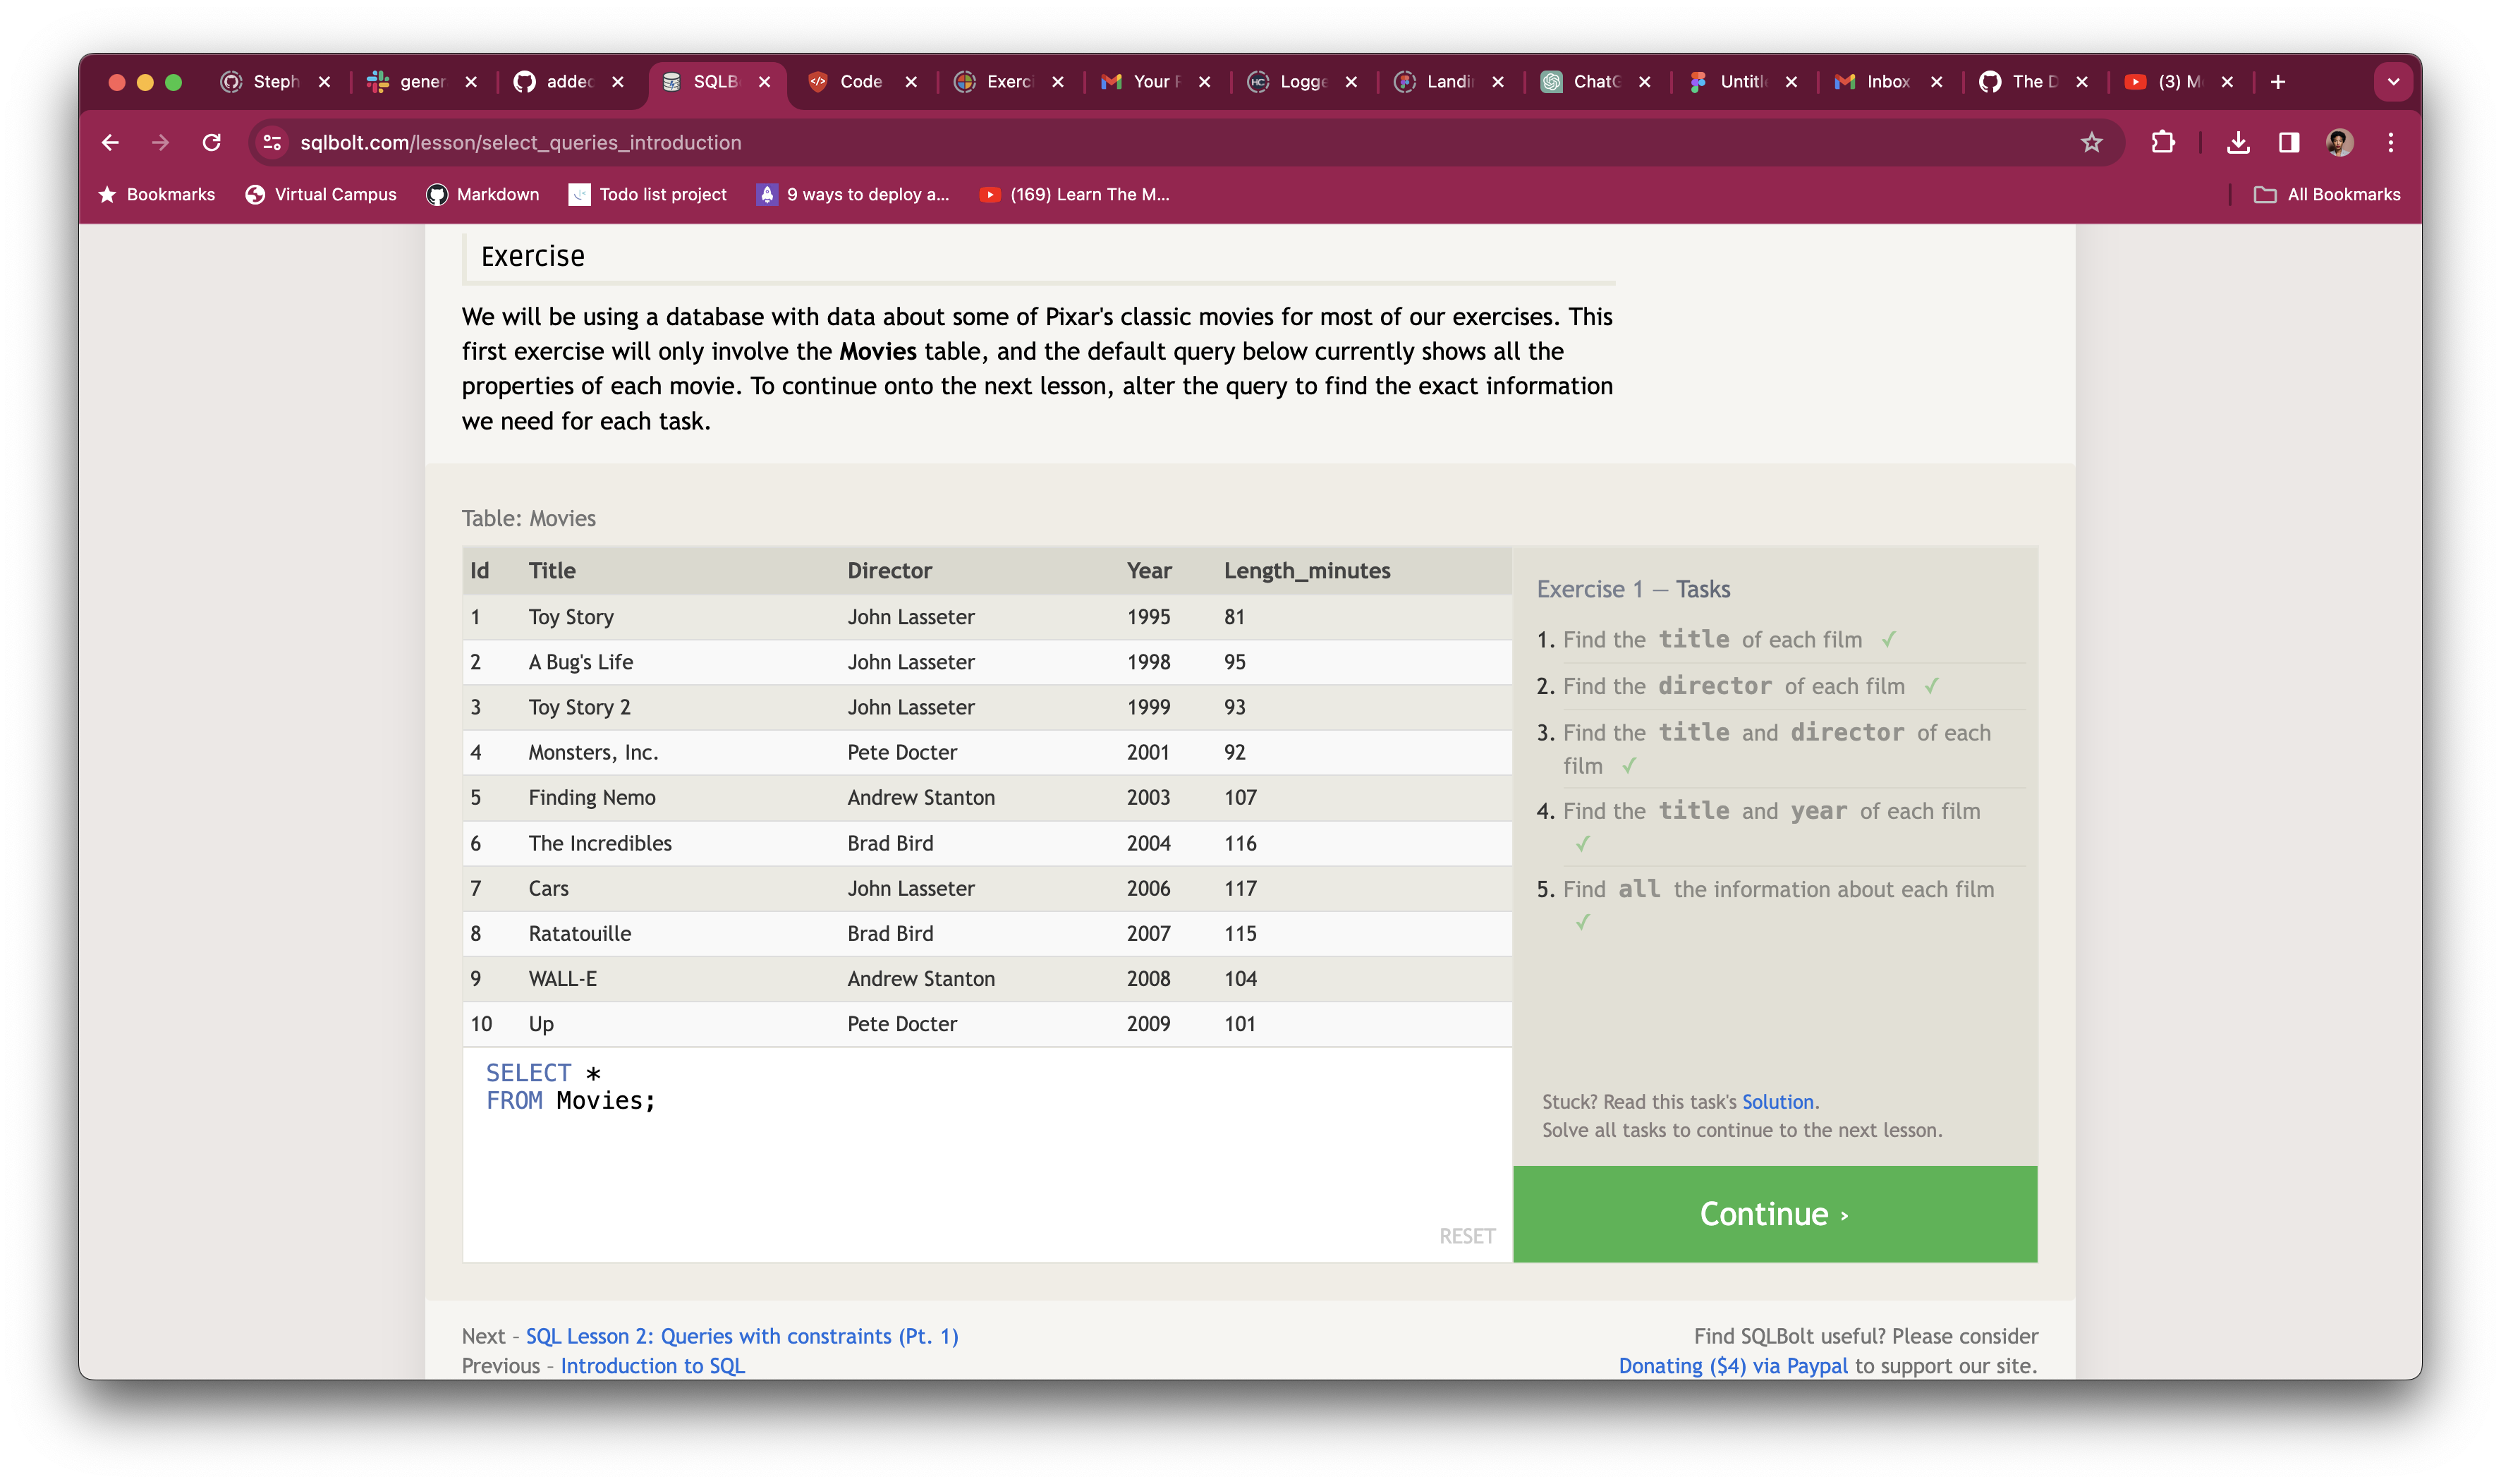 Steph
gener
added
SQLB
Code
Exerc
Your
Logge
Landi
ChatG
Untitl
Inbox
The D
(3) M
sqlbolt.com/lesson/select_queries_introduction
Bookmarks
Virtual Campus
Markdown
Todo list project
9 ways to deploy a...
(169) Learn The M...
All Bookmarks
Exercise
We will be using a database with data about some of Pixar's classic movies for most of our exercises. This
first exercise will only involve the Movies table, and the default query below currently shows all the
properties of each movie. To continue onto the next lesson, alter the query to find the exact information
we need for each task.
Table: Movies
Id Title Director Year Length_minutes
1 Toy Story John Lasseter 1995 81
2 A Bug's Life John Lasseter 1998 95
3 Toy Story 2 John Lasseter 1999 93
4 Monsters, Inc. Pete Docter 2001 92
5 Finding Nemo Andrew Stanton 2003 107
6 The Incredibles Brad Bird 2004 116
7 Cars John Lasseter 2006 117
8 Ratatouille Brad Bird 2007 115
9 WALL-E Andrew Stanton 2008 104
10 Up Pete Docter 2009 101
SELECT *
FROM Movies;
RESET
Exercise 1 — Tasks
1. Find the title of each film ✓
2. Find the director of each film ✓
3. Find the title and director of each
film ✓
4. Find the title and year of each film
✓
5. Find all the information about each film
✓
Stuck? Read this task's Solution.
Solve all tasks to continue to the next lesson.
Continue ›
Next – SQL Lesson 2: Queries with constraints (Pt. 1)
Previous – Introduction to SQL
Find SQLBolt useful? Please consider
Donating ($4) via Paypal to support our site.